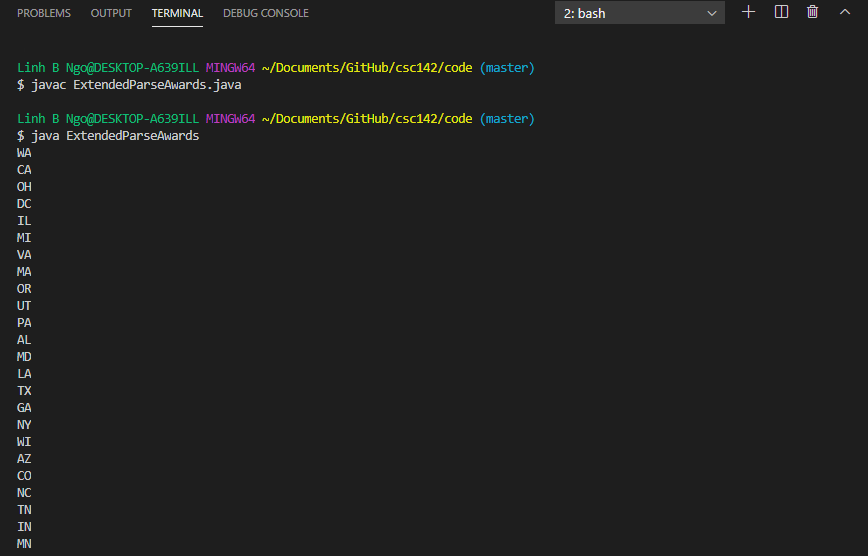 PROBLEMS OUTPUT TERMINAL DEBUG CONSOLE 2: bash
Linh B Ngo@DESKTOP-A639ILL MINGW64 ~/Documents/GitHub/csc142/code (master)
$ javac ExtendedParseAwards.java
Linh B Ngo@DESKTOP-A639ILL MINGW64 ~/Documents/GitHub/csc142/code (master)
$ java ExtendedParseAwards
WA
CA
OH
DC
IL
MI
VA
MA
OR
UT
PA
AL
MD
LA
TX
GA
NY
WI
AZ
CO
NC
TN
IN
MN